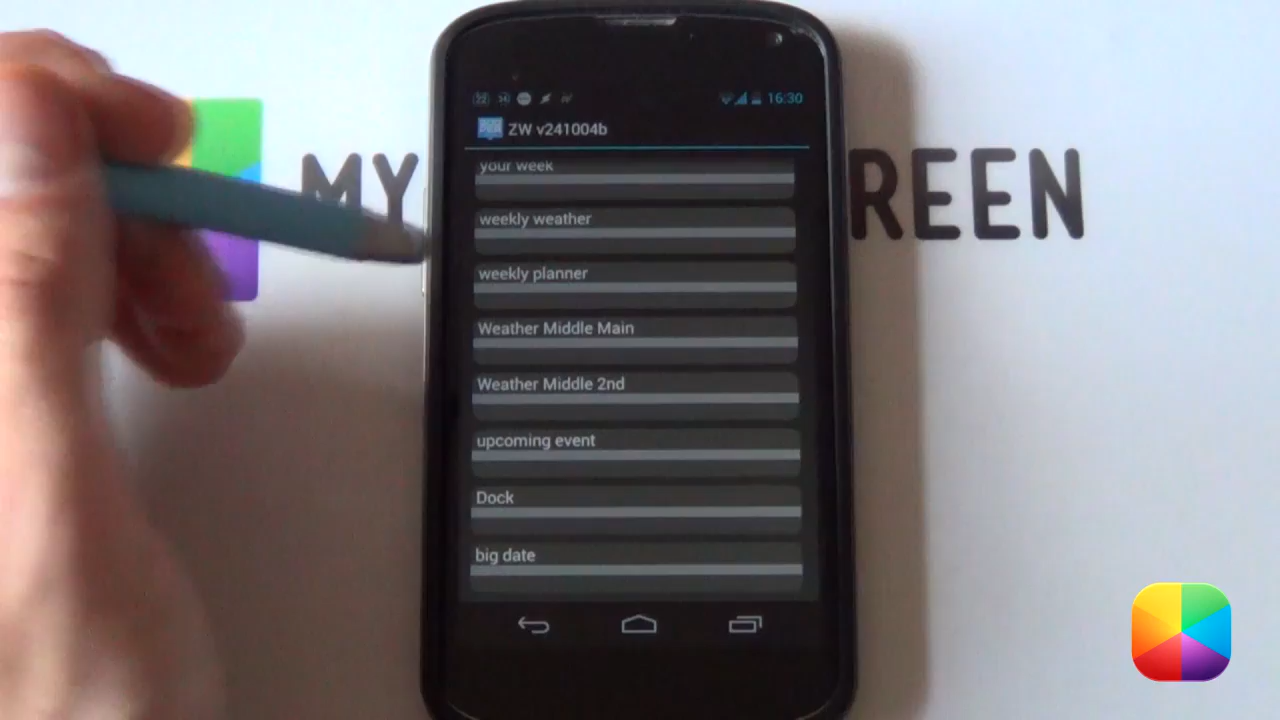 16:30
ZW v241004b
MY
REEN
your week
weekly weather
weekly planner
Weather Middle Main
Weather Middle 2nd
upcoming event
Dock
big date